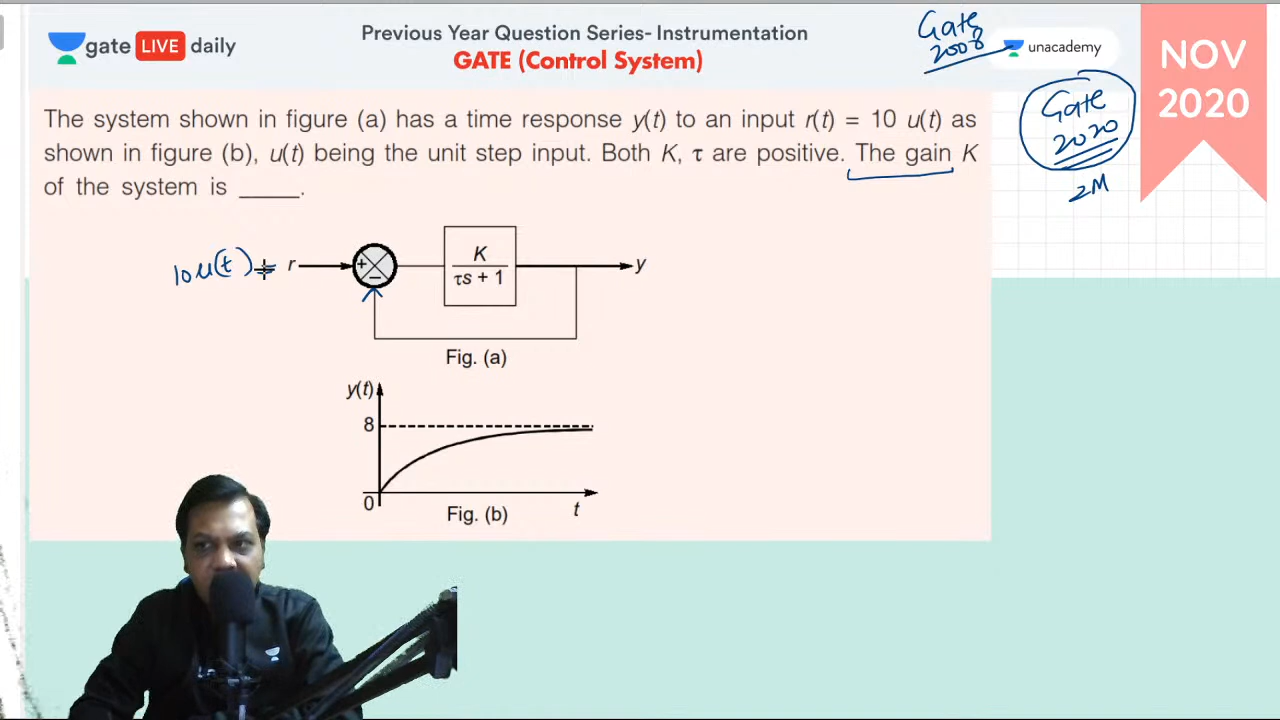 gate LIVE daily
Previous Year Question Series- Instrumentation
GATE (Control System)
Gate
2008
unacademy
NOV
2020
Gate
2020
2M
The system shown in figure (a) has a time response y(t) to an input r(t) = 10 u(t) as
shown in figure (b), u(t) being the unit step input. Both K, τ are positive. The gain K
of the system is _____.
10u(t) = r
+
−
K
τs + 1
y
Fig. (a)
y(t)
8
0
t
Fig. (b)